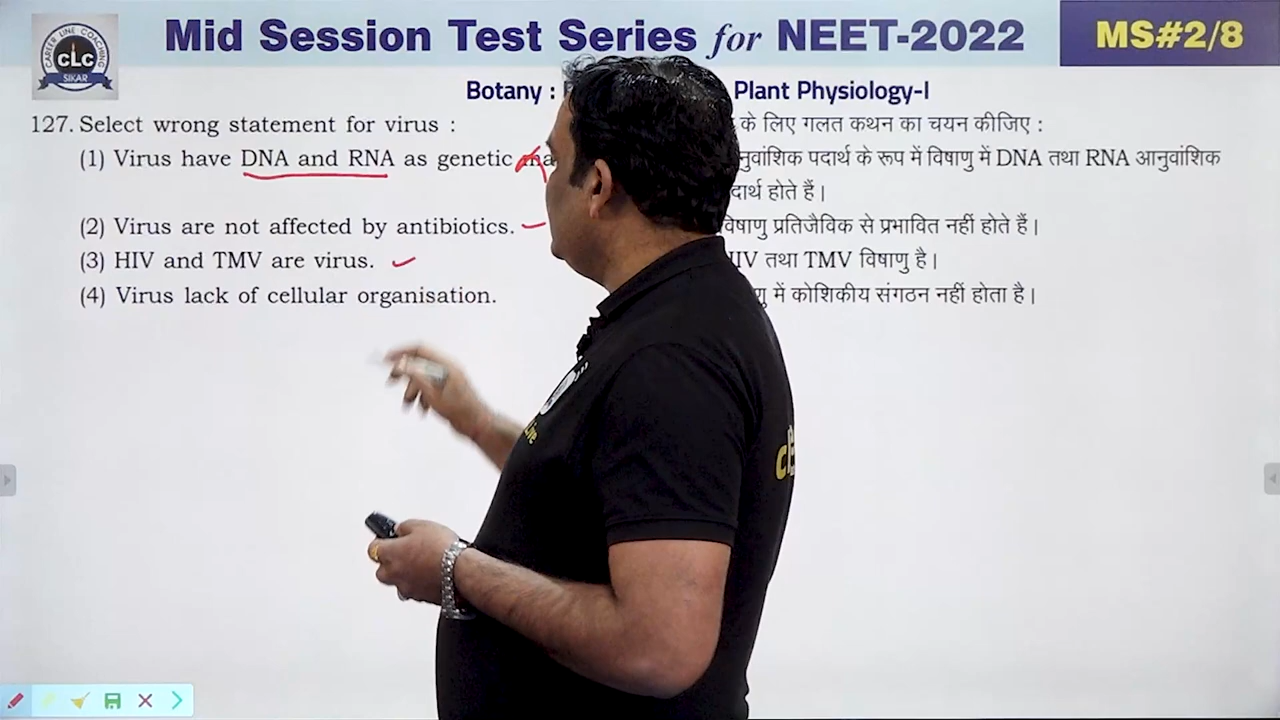 CAREER LINE COACHING
CLC
SIKAR
Mid Session Test Series for NEET-2022
MS#2/8
Botany : Plant Physiology-I
127. Select wrong statement for virus :
(1) Virus have DNA and RNA as genetic
(2) Virus are not affected by antibiotics.
(3) HIV and TMV are virus.
(4) Virus lack of cellular organisation.
के लिए गलत कथन का चयन कीजिए :
के रूप में विषाणु में DNA तथा RNA आनुवांशिक
होते हैं।
विषाणु प्रतिजैविक से प्रभावित नहीं होते हैं।
HIV तथा TMV विषाणु है।
में कोशिकीय संगठन नहीं होता है।